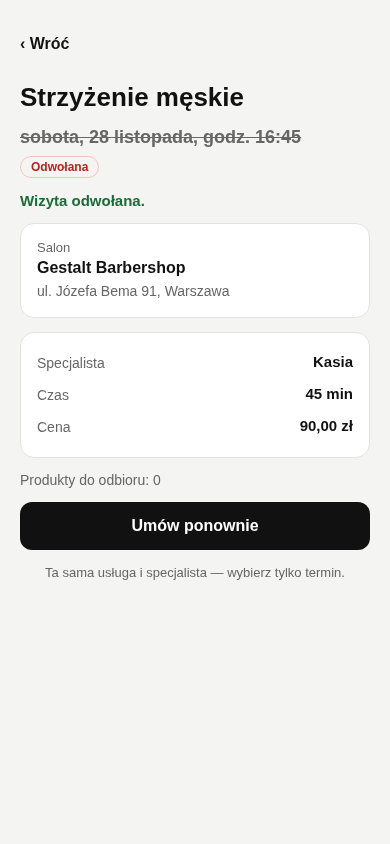 ‹ Wróć
Strzyżenie męskie
sobota, 28 listopada, godz. 16:45
Odwołana
Wizyta odwołana.
Salon
Gestalt Barbershop
ul. Józefa Bema 91, Warszawa
Specjalista Kasia
Czas 45 min
Cena 90,00 zł
Produkty do odbioru: 0
Umów ponownie
Ta sama usługa i specjalista — wybierz tylko termin.